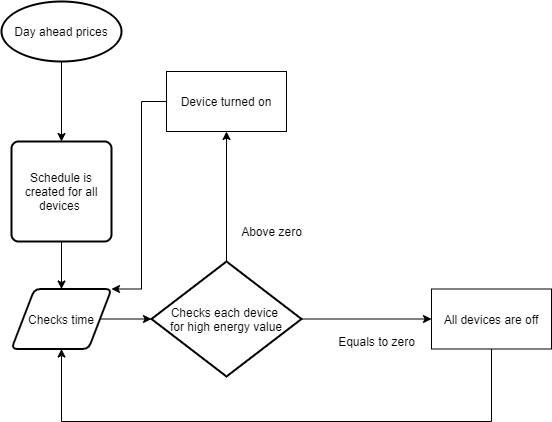 Day ahead prices
Device turned on
Schedule is
created for all
devices
Above zero
Checks time
Checks each device
for high energy value
Equals to zero
All devices are off